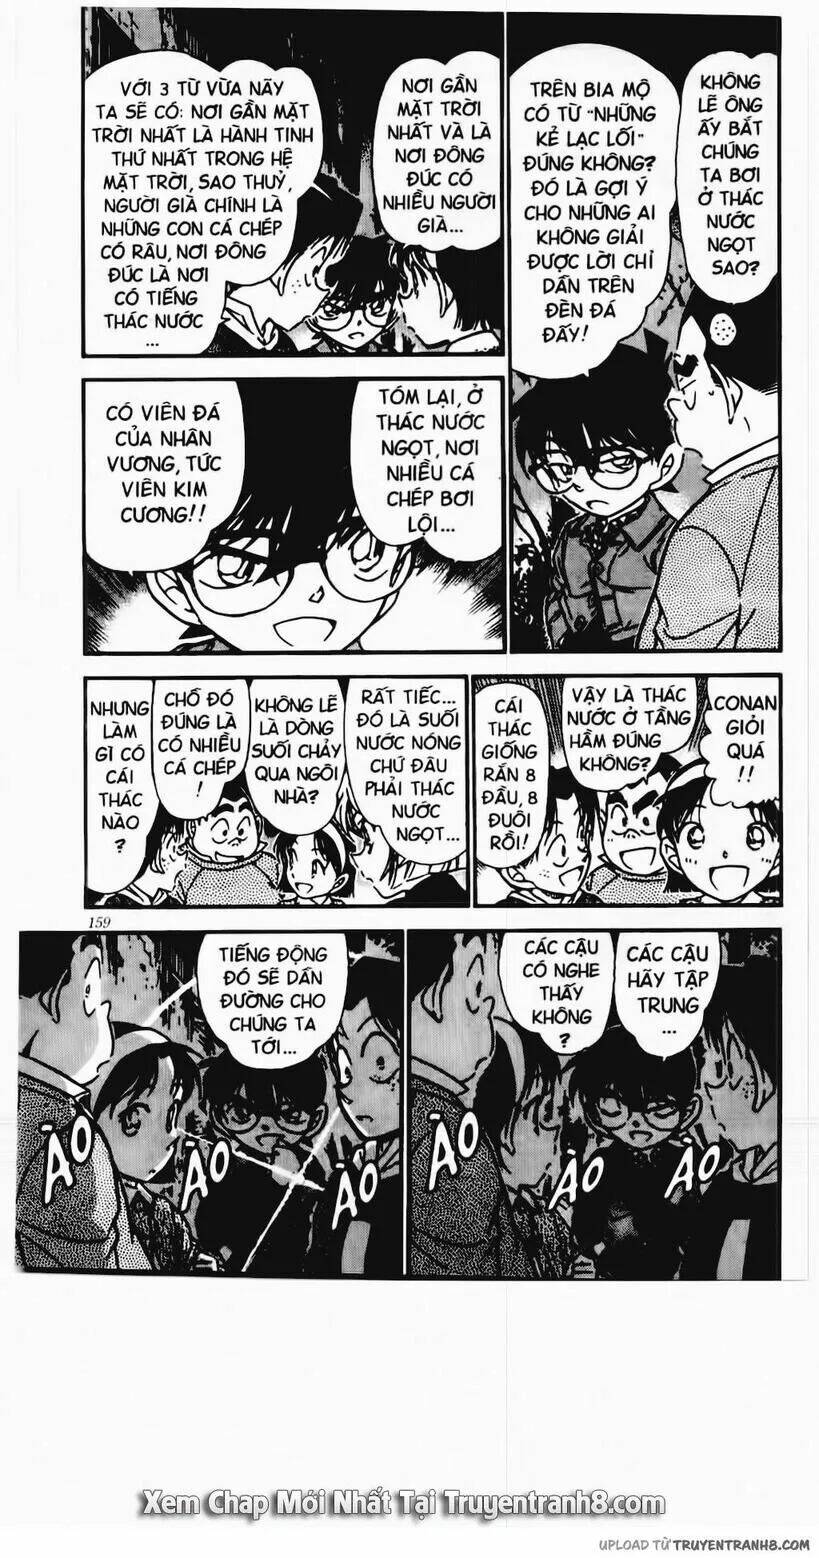 KHÔNG
LẼ ÔNG
ẤY BẮT
CHÚNG
TA BƠI
Ở THÁC
NƯỚC
NGỌT
SAO?
TRÊN BIA MỘ
CÓ TỪ "NHỮNG
KẺ LẠC LỐI"
ĐÚNG KHÔNG?
ĐÓ LÀ GỢI Ý
CHO NHỮNG AI
KHÔNG GIẢI
ĐƯỢC LỜI CHỈ
DẪN TRÊN
ĐÈN ĐÁ
ĐẤY!
NƠI GẦN
MẶT TRỜI
NHẤT VÀ LÀ
NƠI ĐÔNG
ĐÚC CÓ
NHIỀU NGƯỜI
GIÀ...
VỚI 3 TỪ VỪA NÃY
TA SẼ CÓ: NƠI GẦN MẶT
TRỜI NHẤT LÀ HÀNH TINH
THỨ NHẤT TRONG HỆ
MẶT TRỜI, SAO THUỶ,
NGƯỜI GIÀ CHÍNH LÀ
NHỮNG CON CÁ CHÉP
CÓ RÂU, NƠI ĐÔNG
ĐÚC LÀ NƠI
CÓ TIẾNG
THÁC NƯỚC
...
TÓM LẠI, Ở
THÁC NƯỚC
NGỌT, NƠI
NHIỀU CÁ
CHÉP BƠI
LỘI...
CÓ VIÊN ĐÁ
CỦA NHÂN
VƯƠNG, TỨC
VIÊN KIM
CƯƠNG!!
CONAN
GIỎI
QUÁ
!!
VẬY LÀ THÁC
NƯỚC Ở TẦNG
HẦM ĐÚNG
KHÔNG?
CÁI
THÁC
GIỐNG
RẮN 8
ĐẦU, 8
ĐUÔI
RỒI!
RẤT TIẾC...
ĐÓ LÀ SUỐI
NƯỚC NÓNG
CHỨ ĐÂU
PHẢI THÁC
NƯỚC
NGỌT...
KHÔNG LẼ
LÀ DÒNG
SUỐI CHẢY
QUA NGÔI
NHÀ?
CHỖ ĐÓ
ĐÚNG LÀ
CÓ NHIỀU
CÁ CHÉP
!
NHƯNG
LÀM
GÌ CÓ
CÁI
THÁC
NÀO
?
159
CÁC CẬU
HÃY TẬP
TRUNG
...
CÁC CẬU
CÓ NGHE
THẤY
KHÔNG
?
ÀO
ÀO
ÀO
TIẾNG ĐỘNG
ĐÓ SẼ DẪN
ĐƯỜNG CHO
CHÚNG TA
TỚI...
ÀO
ÀO
ÀO
Xem Chap Mới Nhất Tại Truyentranh8.com
UPLOAD TỪ TRUYENTRANH8.COM